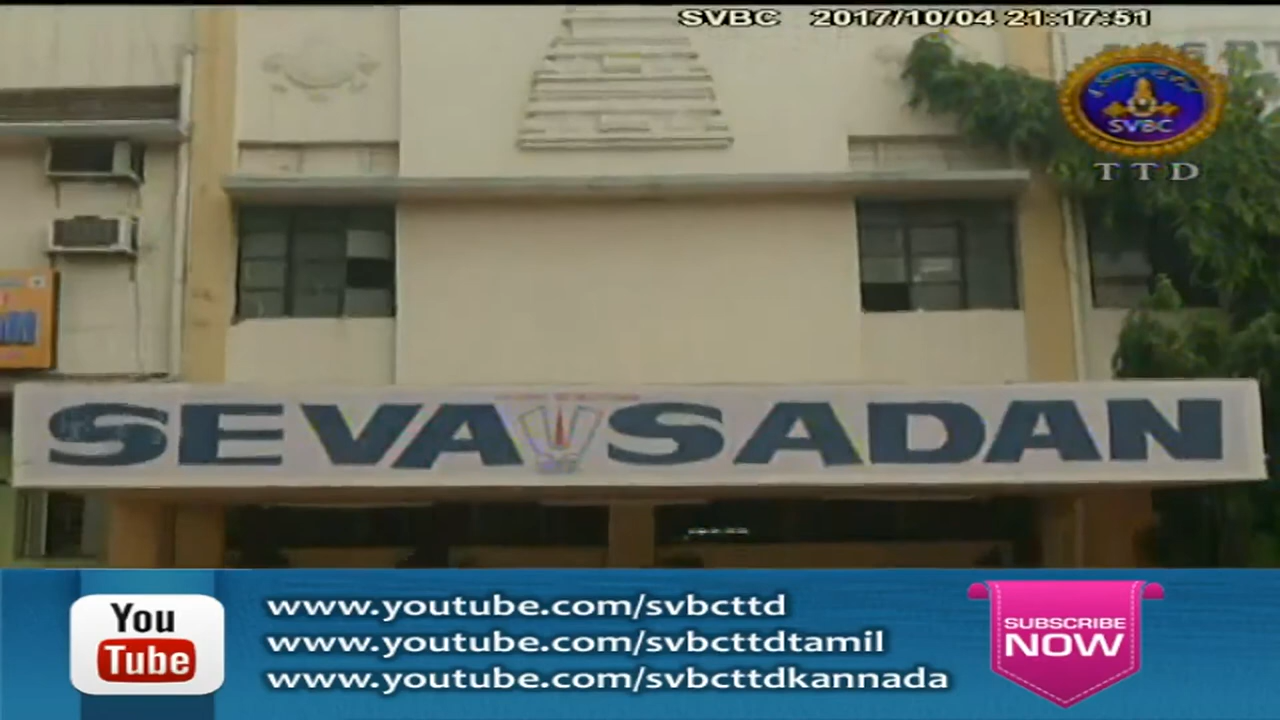 SVBC 2017/10/04 21:17:51
SVBC
TTD
SEVA SADAN
You
Tube
www.youtube.com/svbcttd
www.youtube.com/svbcttdtamil
www.youtube.com/svbcttdkannada
SUBSCRIBE
NOW